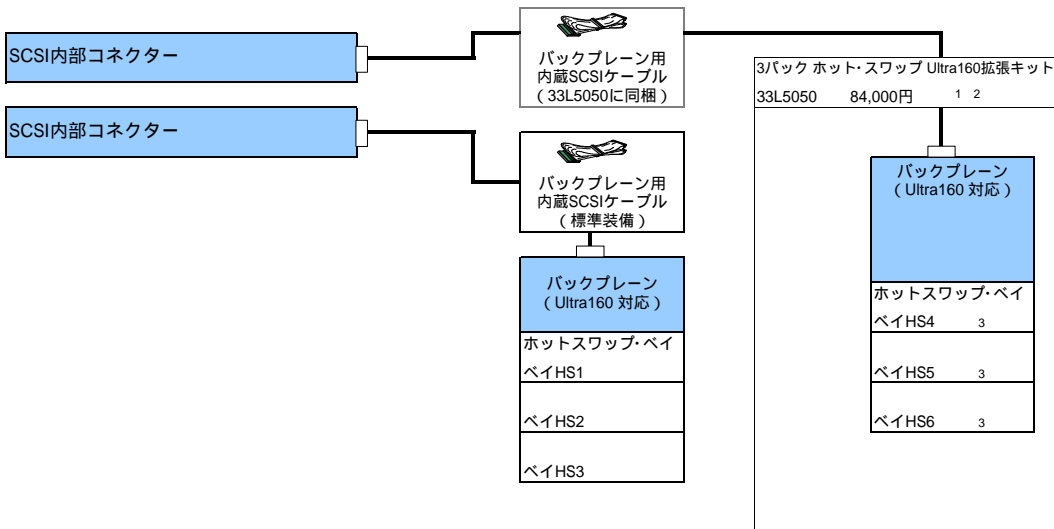 SCSI内部コネクター
バックプレーン用
内蔵SCSIケーブル
(33L5050に同梱)
3パック ホット・スワップ Ultra160拡張キット
33L5050 84,000円 1 2
SCSI内部コネクター
バックプレーン用
内蔵SCSIケーブル
(標準装備)
バックプレーン
(Ultra160 対応)
ホットスワップ・ベイ
ベイHS4 3
ベイHS5 3
ベイHS6 3
バックプレーン
(Ultra160 対応)
ホットスワップ・ベイ
ベイHS1
ベイHS2
ベイHS3